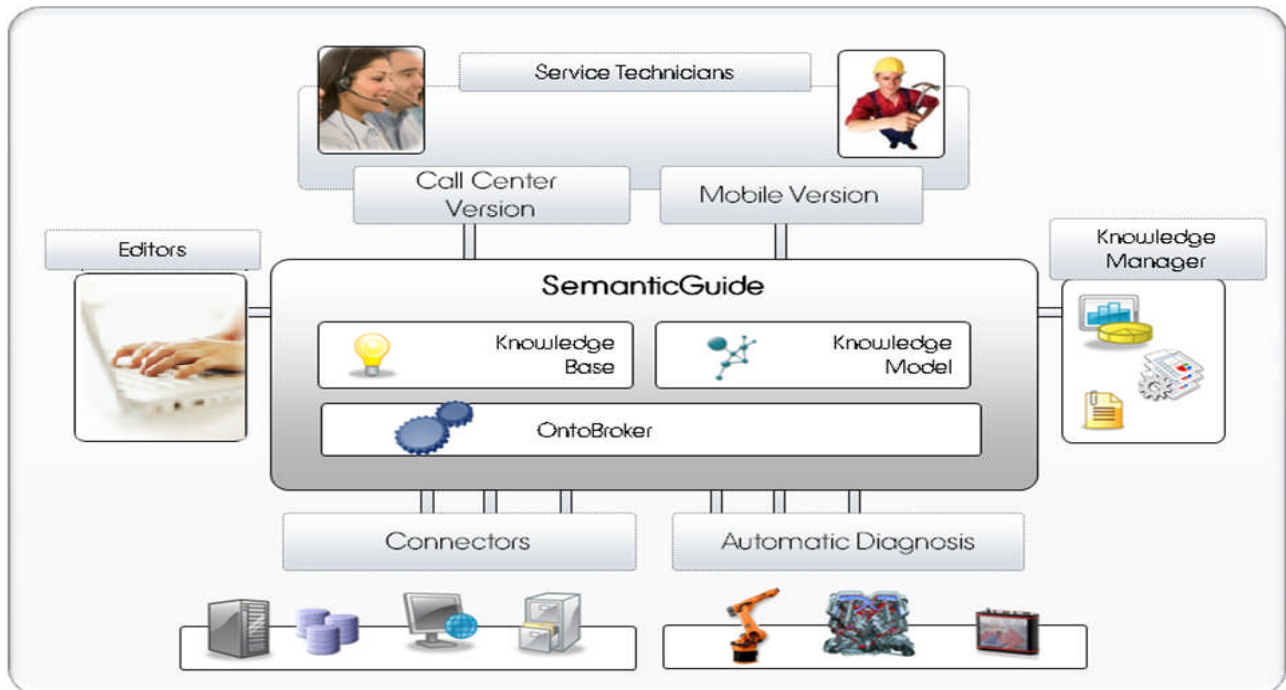 Service Technicians
Call Center
Version
Mobile Version
Editors
Knowledge
Manager
SemanticGuide
Knowledge
Base
Knowledge
Model
OntoBroker
Connectors
Automatic Diagnosis